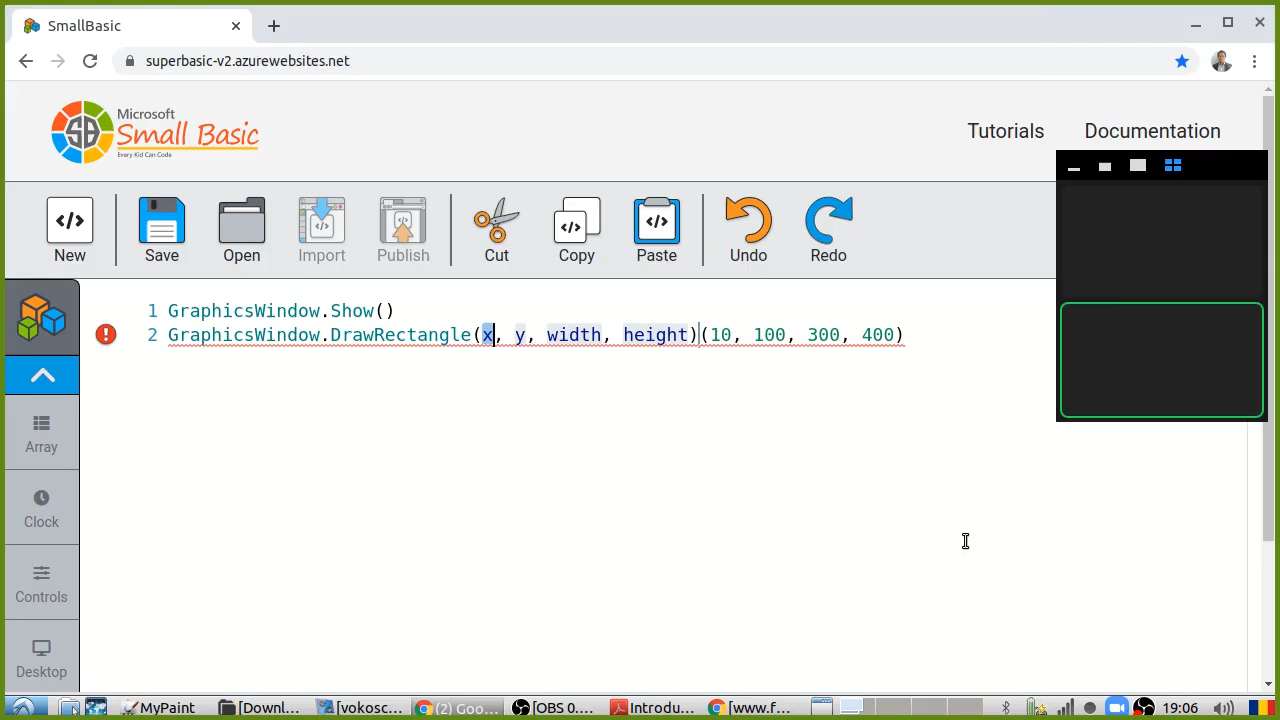 SmallBasic
superbasic-v2.azurewebsites.net
SB
Microsoft
Small Basic
Every Kid Can Code
Tutorials
Documentation
New
Save
Open
Import
Publish
Cut
Copy
Paste
Undo
Redo
1 GraphicsWindow.Show()
2 GraphicsWindow.DrawRectangle(x, y, width, height)(10, 100, 300, 400)
Array
Clock
Controls
Desktop
MyPaint
[Downl...
[vokosc...
(2) Goo...
[OBS 0....
Introdu...
[www.f...
19:06